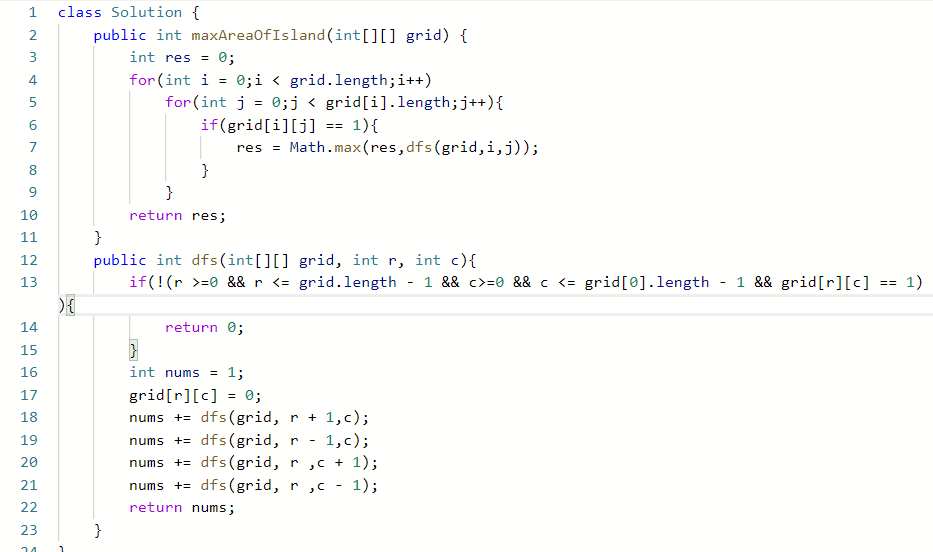 1 class Solution {
2 public int maxAreaOfIsland(int[][] grid) {
3 int res = 0;
4 for(int i = 0;i < grid.length;i++)
5 for(int j = 0;j < grid[i].length;j++){
6 if(grid[i][j] == 1){
7 res = Math.max(res,dfs(grid,i,j));
8 }
9 }
10 return res;
11 }
12 public int dfs(int[][] grid, int r, int c){
13 if(!(r >=0 && r <= grid.length - 1 && c>=0 && c <= grid[0].length - 1 && grid[r][c] == 1)
){
14 return 0;
15 }
16 int nums = 1;
17 grid[r][c] = 0;
18 nums += dfs(grid, r + 1,c);
19 nums += dfs(grid, r - 1,c);
20 nums += dfs(grid, r ,c + 1);
21 nums += dfs(grid, r ,c - 1);
22 return nums;
23 }
24 }